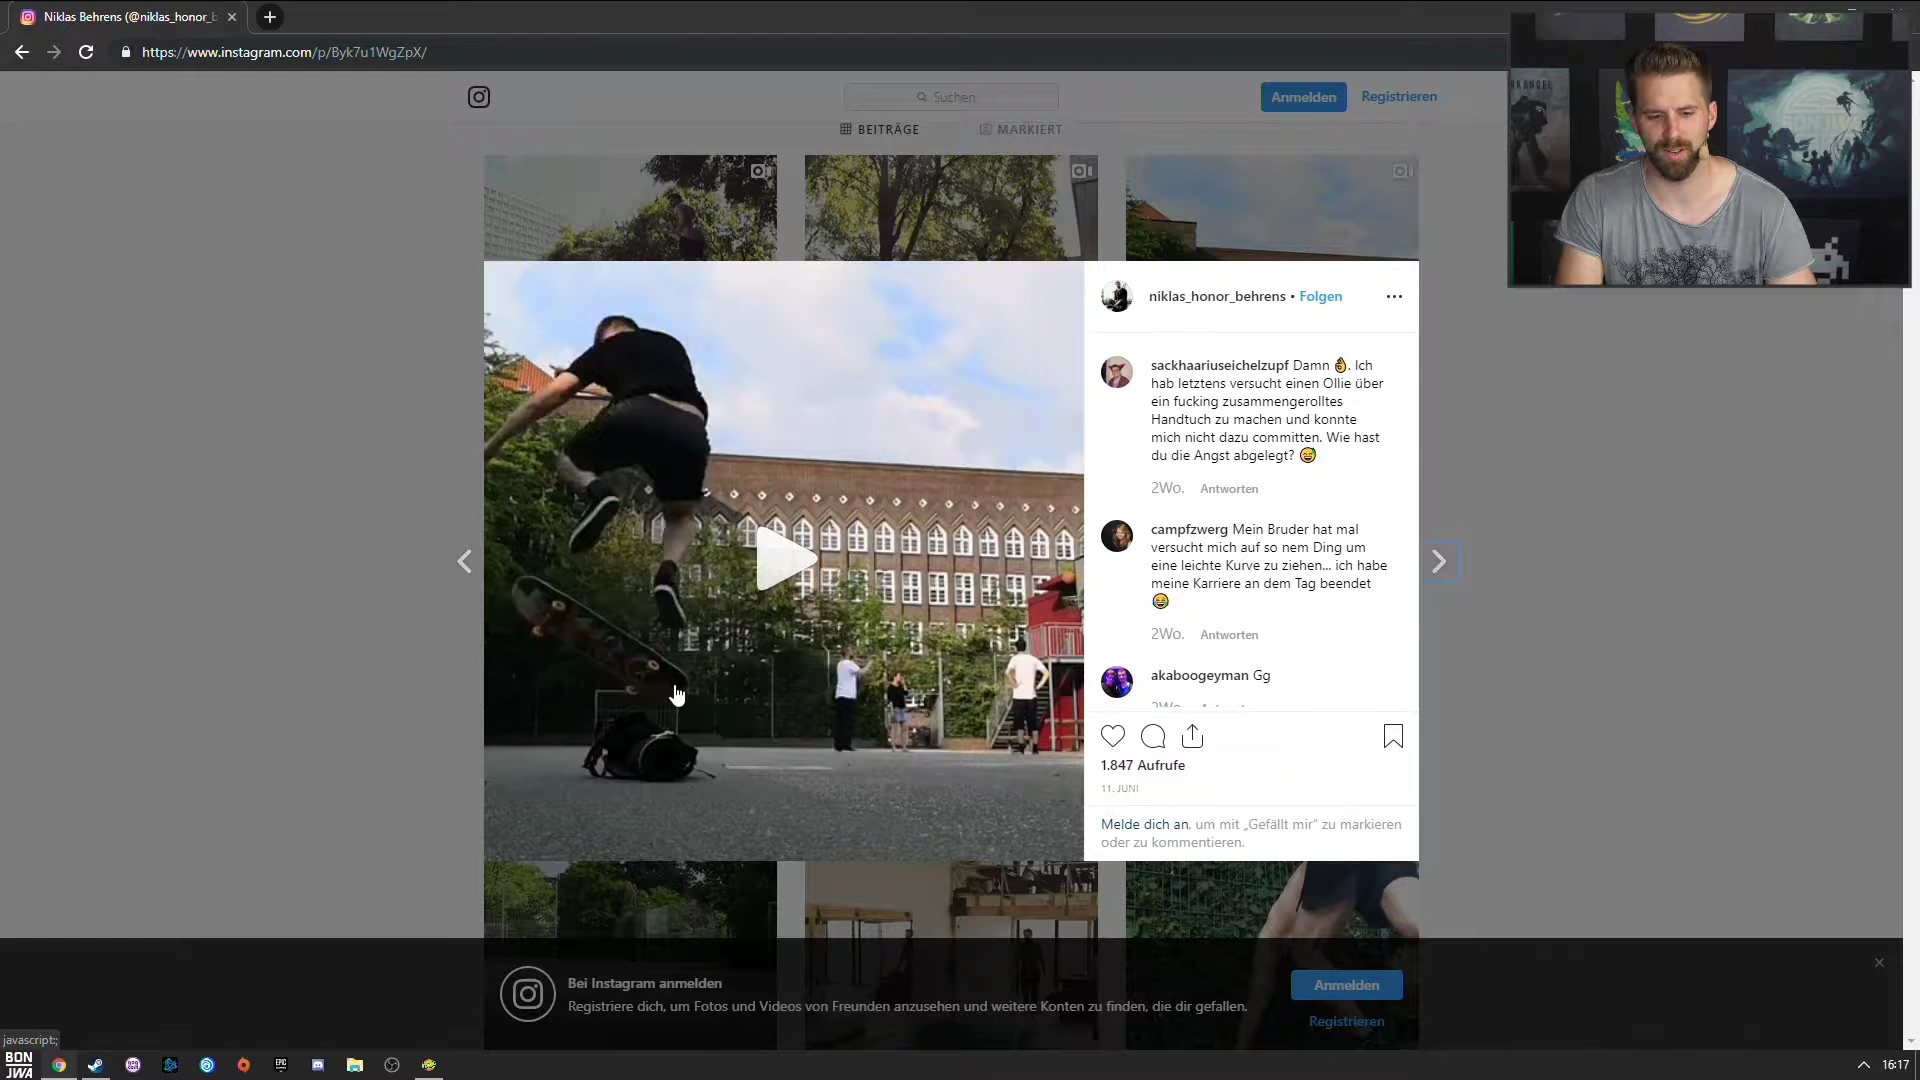 Niklas Behrens (@niklas_honor_b
https://www.instagram.com/p/Byk7u1WgZpX/
Suchen
Anmelden
Registrieren
BEITRÄGE
MARKIERT
BON JWA
niklas_honor_behrens • Folgen
sackhaariuseichelzupf Damn 👌. Ich
hab letztens versucht einen Ollie über
ein fucking zusammengerolltes
Handtuch zu machen und konnte
mich nicht dazu committen. Wie hast
du die Angst abgelegt? 😅
2Wo. Antworten
campfzwerg Mein Bruder hat mal
versucht mich auf so nem Ding um
eine leichte Kurve zu ziehen... ich habe
meine Karriere an dem Tag beendet
😂
2Wo. Antworten
akaboogeyman Gg
1.847 Aufrufe
11. JUNI
Melde dich an, um mit „Gefällt mir“ zu markieren
oder zu kommentieren.
Bei Instagram anmelden
Registriere dich, um Fotos und Videos von Freunden anzusehen und weitere Konten zu finden, die dir gefallen.
Anmelden
Registrieren
javascript:;
BON
JWA
EPIC
16:17